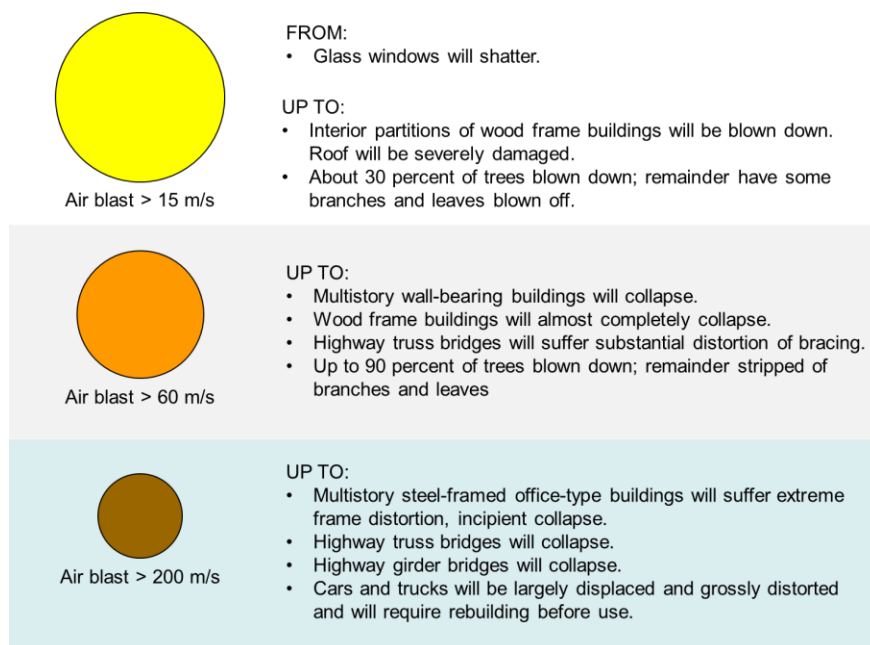 FROM:
• Glass windows will shatter.
UP TO:
• Interior partitions of wood frame buildings will be blown down.
Roof will be severely damaged.
• About 30 percent of trees blown down; remainder have some
branches and leaves blown off.
Air blast > 15 m/s
UP TO:
• Multistory wall-bearing buildings will collapse.
• Wood frame buildings will almost completely collapse.
• Highway truss bridges will suffer substantial distortion of bracing.
• Up to 90 percent of trees blown down; remainder stripped of
branches and leaves
Air blast > 60 m/s
UP TO:
• Multistory steel-framed office-type buildings will suffer extreme
frame distortion, incipient collapse.
• Highway truss bridges will collapse.
• Highway girder bridges will collapse.
• Cars and trucks will be largely displaced and grossly distorted
and will require rebuilding before use.
Air blast > 200 m/s